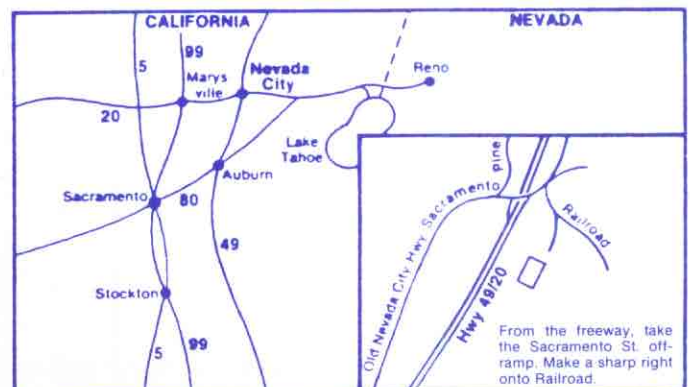 CALIFORNIA
NEVADA
5
99
Marys
ville
Nevada
City
Reno
20
Lake
Tahoe
Auburn
Sacramento
80
49
Stockton
5
99
Old Nevada City Hwy
Sacramento
Pine
Railroad
Hwy 49/20
From the freeway, take
the Sacramento St. off-
ramp. Make a sharp right
onto Railroad.